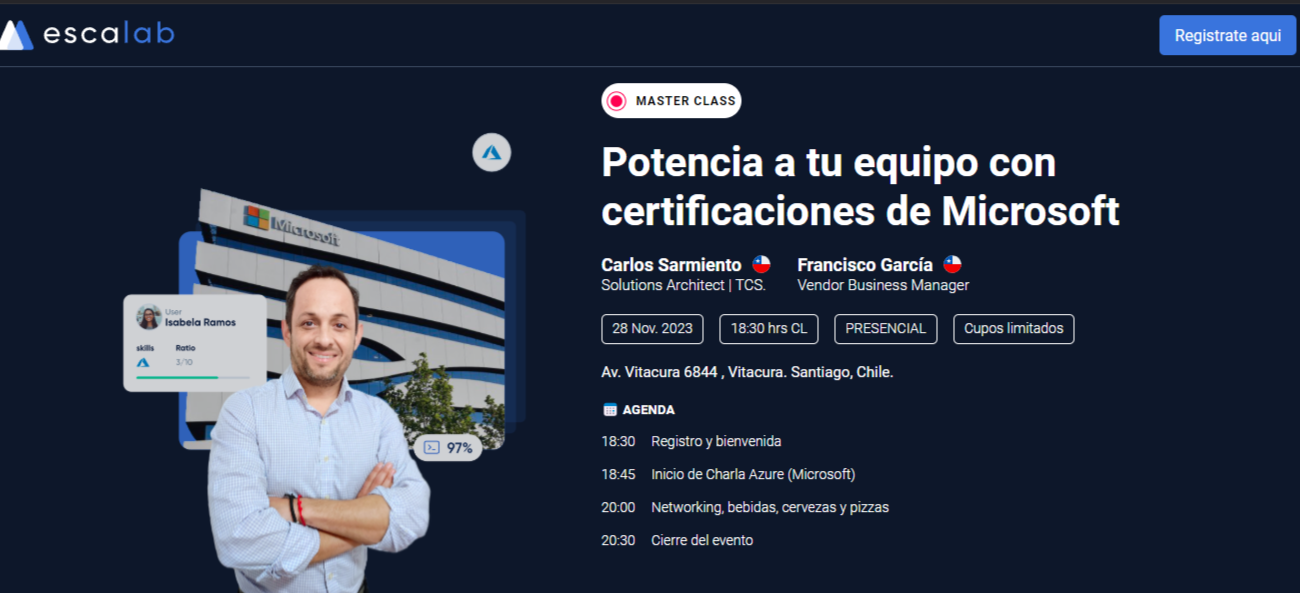 escalab
Registrate aqui
MASTER CLASS
Potencia a tu equipo con
certificaciones de Microsoft
Carlos Sarmiento
Solutions Architect | TCS.
Francisco García
Vendor Business Manager
28 Nov. 2023
18:30 hrs CL
PRESENCIAL
Cupos limitados
Av. Vitacura 6844 , Vitacura. Santiago, Chile.
AGENDA
18:30 Registro y bienvenida
18:45 Inicio de Charla Azure (Microsoft)
20:00 Networking, bebidas, cervezas y pizzas
20:30 Cierre del evento
Microsoft
User
Isabela Ramos
skills Ratio
3/10
97%